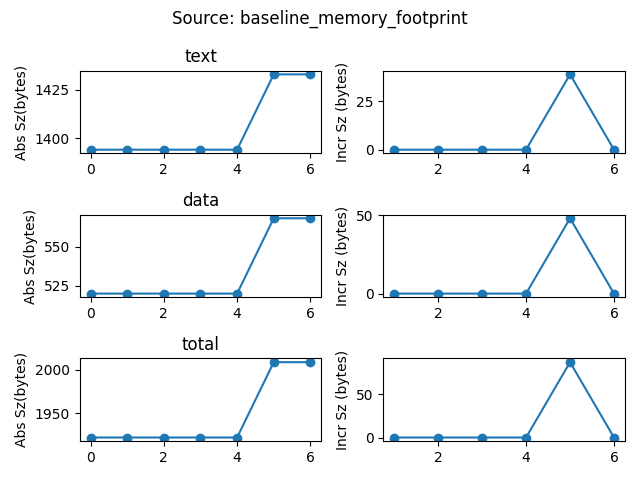 Source: baseline_memory_footprint
text
Abs Sz(bytes)
1425
1400
0 2 4 6
Incr Sz (bytes)
25
0
2 4 6
data
Abs Sz(bytes)
550
525
0 2 4 6
Incr Sz (bytes)
50
0
2 4 6
total
Abs Sz(bytes)
2000
1950
0 2 4 6
Incr Sz (bytes)
50
0
2 4 6